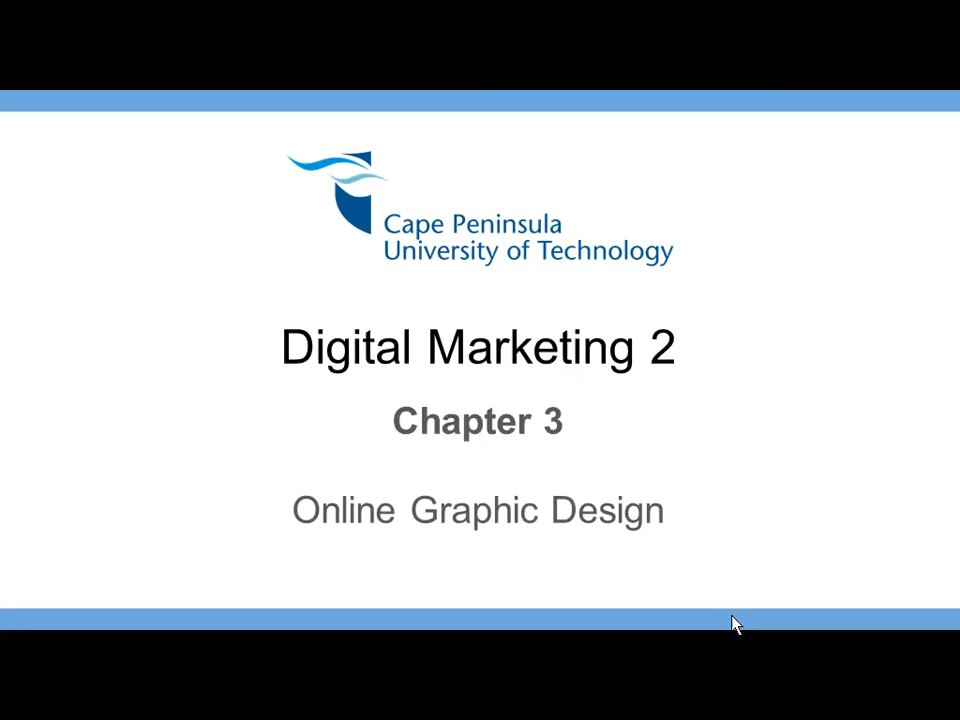 Cape Peninsula
University of Technology
Digital Marketing 2
Chapter 3
Online Graphic Design